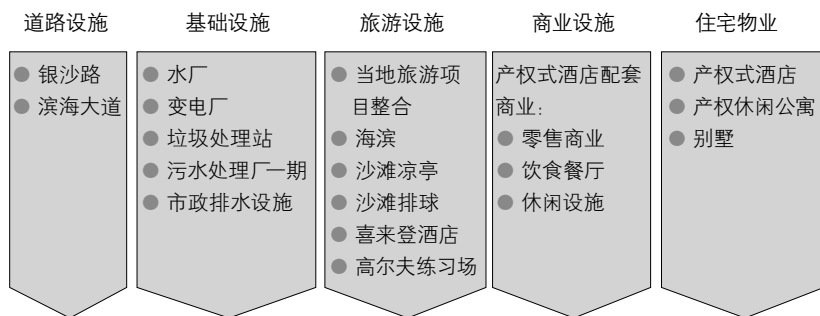 道路设施
银沙路
滨海大道
基础设施
水厂
变电厂
垃圾处理站
污水处理厂一期
市政排水设施
旅游设施
当地旅游项
目整合
海滨
沙滩凉亭
沙滩排球
喜来登酒店
高尔夫练习场
商业设施
产权式酒店配套
商业:
零售商业
饮食餐厅
休闲设施
住宅物业
产权式酒店
产权休闲公寓
别墅